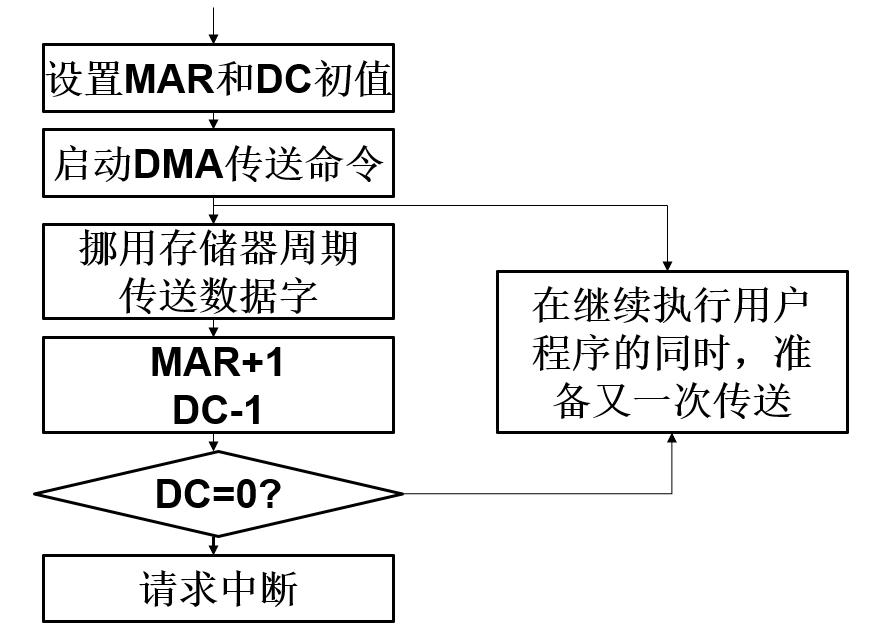 设置MAR和DC初值
启动DMA传送命令
挪用存储器周期
传送数据字
MAR+1
DC-1
DC=0?
请求中断
在继续执行用户
程序的同时，准
备又一次传送